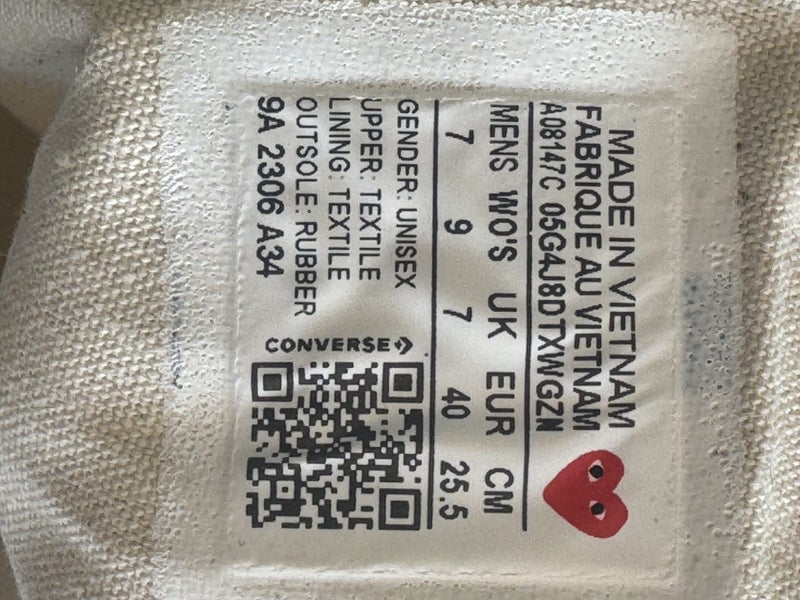 MADE IN VIETNAM
FABRIQUE AU VIETNAM
A08147C 05G4J8DTXWGZN
MENS WO'S UK EUR CM
7 9 7 40 25.5
GENDER: UNISEX
UPPER: TEXTILE
LINING: TEXTILE
OUTSOLE: RUBBER
9A 2306 A34
CONVERSE